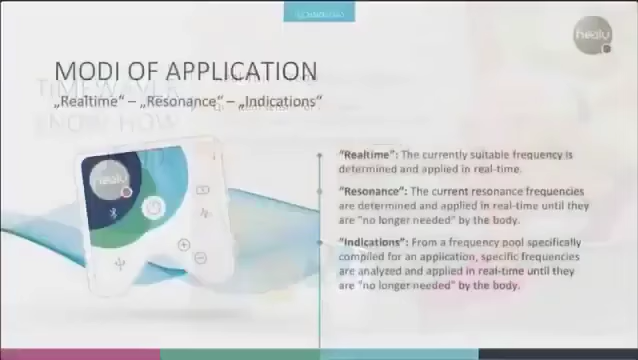 healy
MODI OF APPLICATION
TIMEWAVER
„Realtime“ – „Resonance“ – „Indications“
KNOW HOW
"Realtime": The currently suitable frequency is
determined and applied in real-time.
"Resonance": The current resonance frequencies
are determined and applied in real-time until they
are "no longer needed" by the body.
"Indications": From a frequency pool specifically
compiled for an application, specific frequencies
are analyzed and applied in real-time until they
are "no longer needed" by the body.
healy